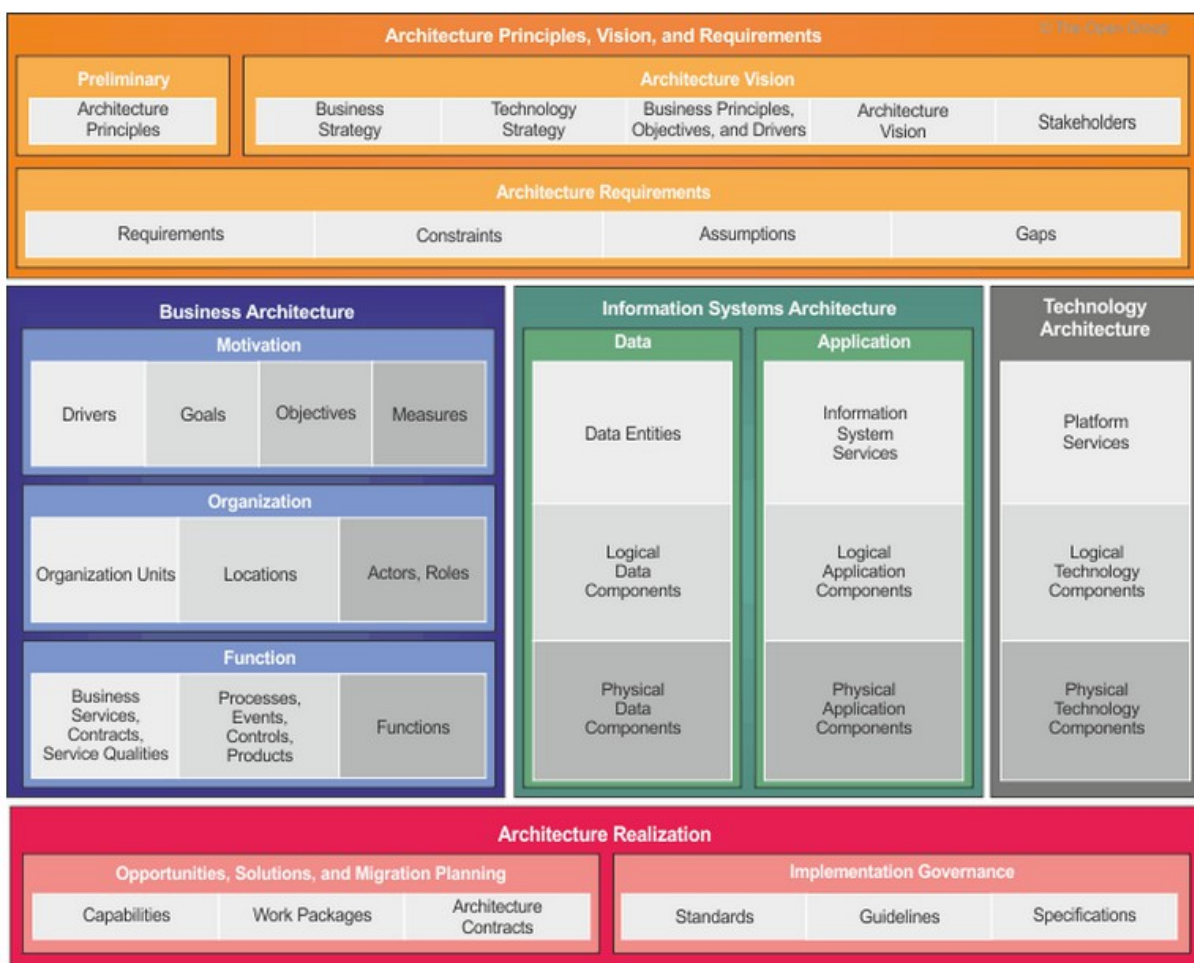 © The Open Group
Architecture Principles, Vision, and Requirements
Preliminary
Architecture
Principles
Architecture Vision
Business
Strategy
Technology
Strategy
Business Principles,
Objectives, and Drivers
Architecture
Vision
Stakeholders
Architecture Requirements
Requirements
Constraints
Assumptions
Gaps
Business Architecture
Motivation
Drivers
Goals
Objectives
Measures
Organization
Organization Units
Locations
Actors, Roles
Function
Business
Services,
Contracts,
Service Qualities
Processes,
Events,
Controls,
Products
Functions
Information Systems Architecture
Data
Data Entities
Logical
Data
Components
Physical
Data
Components
Application
Information
System
Services
Logical
Application
Components
Physical
Application
Components
Technology
Architecture
Platform
Services
Logical
Technology
Components
Physical
Technology
Components
Architecture Realization
Opportunities, Solutions, and Migration Planning
Capabilities
Work Packages
Architecture
Contracts
Implementation Governance
Standards
Guidelines
Specifications